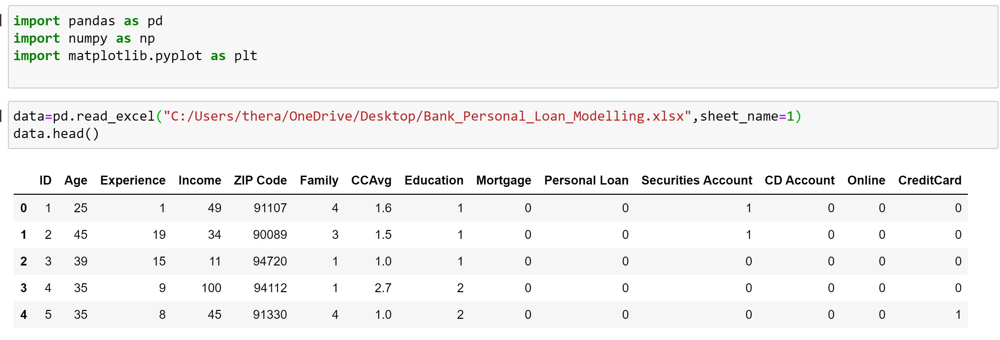 import pandas as pd
import numpy as np
import matplotlib.pyplot as plt
data=pd.read_excel("C:/Users/thera/OneDrive/Desktop/Bank_Personal_Loan_Modelling.xlsx",sheet_name=1)
data.head()
ID Age Experience Income ZIP Code Family CCAvg Education Mortgage Personal Loan Securities Account CD Account Online CreditCard
0 1 25 1 49 91107 4 1.6 1 0 0 1 0 0 0
1 2 45 19 34 90089 3 1.5 1 0 0 1 0 0 0
2 3 39 15 11 94720 1 1.0 1 0 0 0 0 0 0
3 4 35 9 100 94112 1 2.7 2 0 0 0 0 0 0
4 5 35 8 45 91330 4 1.0 2 0 0 0 0 0 1